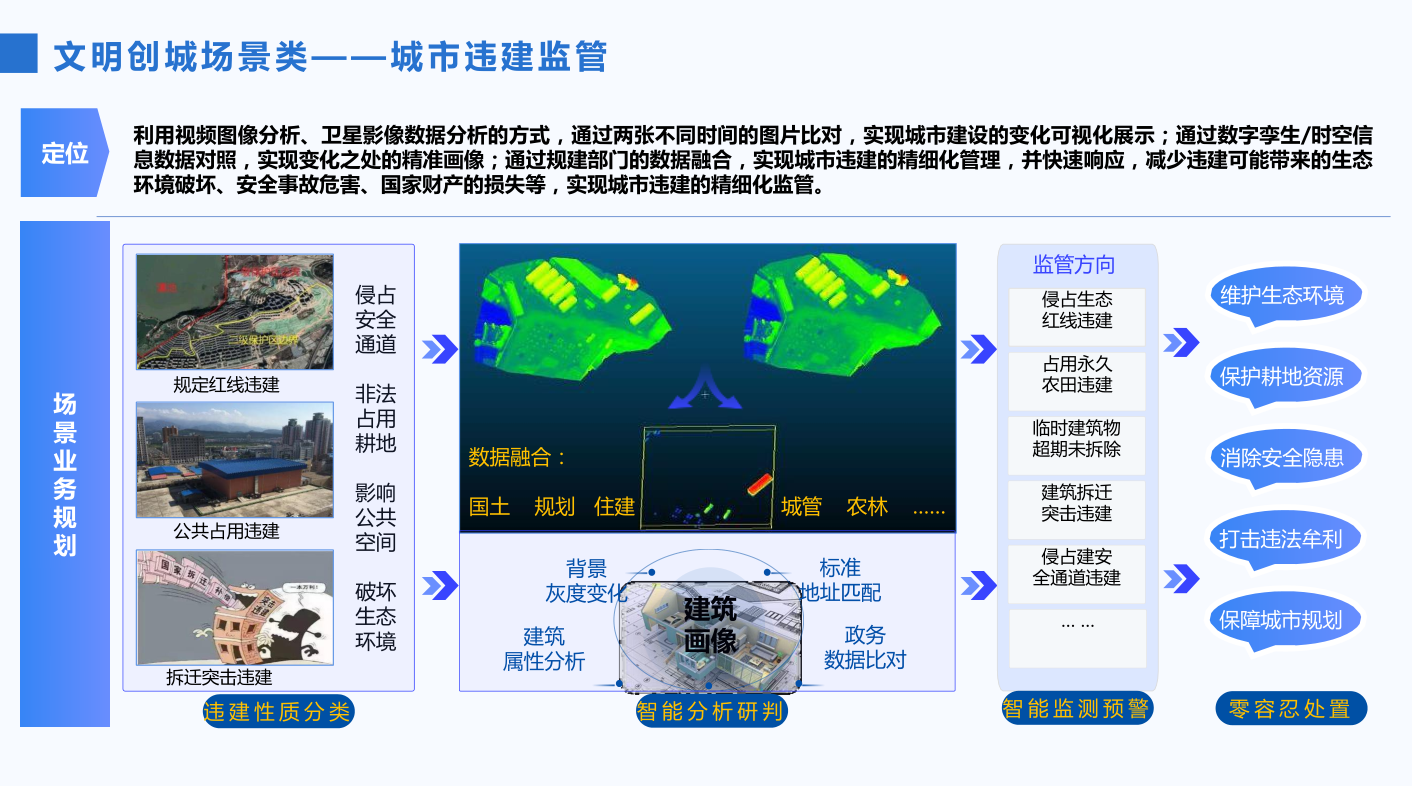 文明创城场景类——城市违建监管
定位
利用视频图像分析、卫星影像数据分析的方式，通过两张不同时间的图片比对，实现城市建设的变化可视化展示；通过数字孪生/时空信
息数据对照，实现变化之处的精准画像；通过规建部门的数据融合，实现城市违建的精细化管理，并快速响应，减少违建可能带来的生态
环境破坏、安全事故危害、国家财产的损失等，实现城市违建的精细化监管。
场景业务规划
二级保护区边界
规定红线违建
公共占用违建
国家拆迁补偿
一本万利!
拆迁突击违建
侵占
安全
通道
非法
占用
耕地
影响
公共
空间
破坏
生态
环境
违建性质分类
数据融合：
国土 规划 住建 城管 农林 ……
背景
灰度变化
标准
地址匹配
建筑
画像
建筑
属性分析
政务
数据比对
智能分析研判
监管方向
侵占生态
红线违建
占用永久
农田违建
临时建筑物
超期未拆除
建筑拆迁
突击违建
侵占建安
全通道违建
... ...
智能监测预警
维护生态环境
保护耕地资源
消除安全隐患
打击违法牟利
保障城市规划
零容忍处置